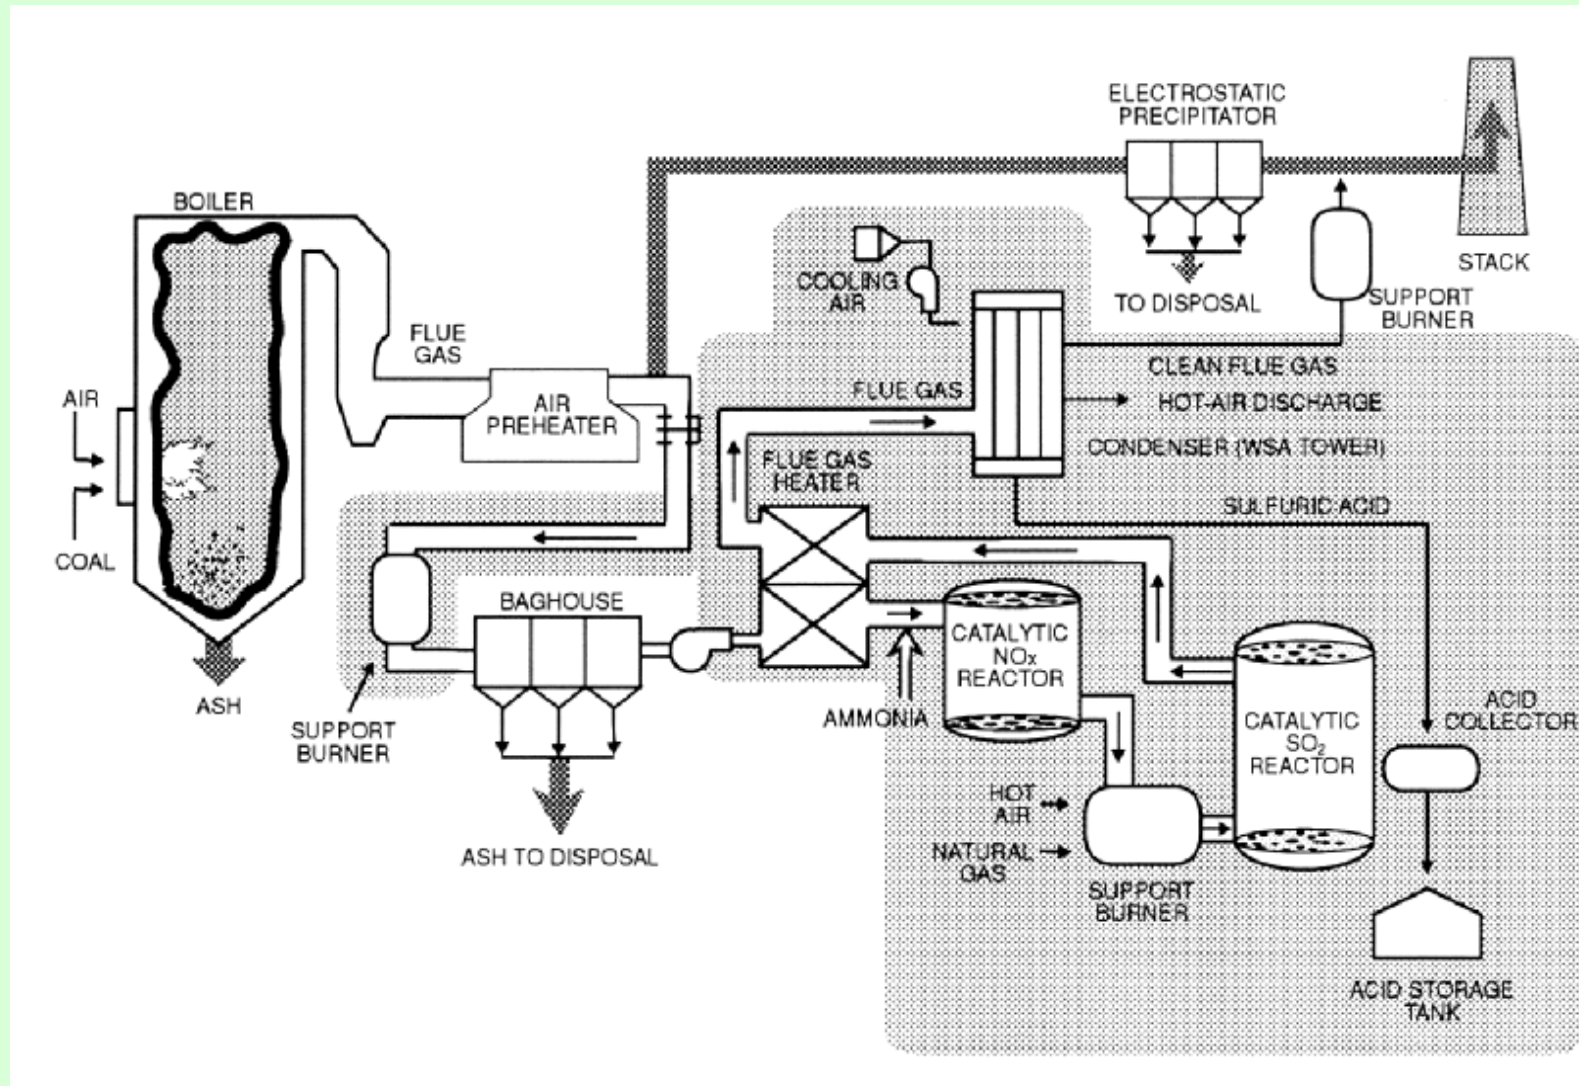 ELECTROSTATIC
PRECIPITATOR
BOILER
STACK
COOLING
AIR
TO DISPOSAL
SUPPORT
BURNER
FLUE
GAS
CLEAN FLUE GAS
AIR
AIR
PREHEATER
FLUE GAS
HOT-AIR DISCHARGE
CONDENSER (WSA TOWER)
FLUE GAS
HEATER
SULFURIC ACID
COAL
BAGHOUSE
CATALYTIC
NOx
REACTOR
ASH
SUPPORT
BURNER
AMMONIA
CATALYTIC
SO₂
REACTOR
ACID
COLLECTOR
HOT
AIR
NATURAL
GAS
ASH TO DISPOSAL
SUPPORT
BURNER
ACID STORAGE
TANK